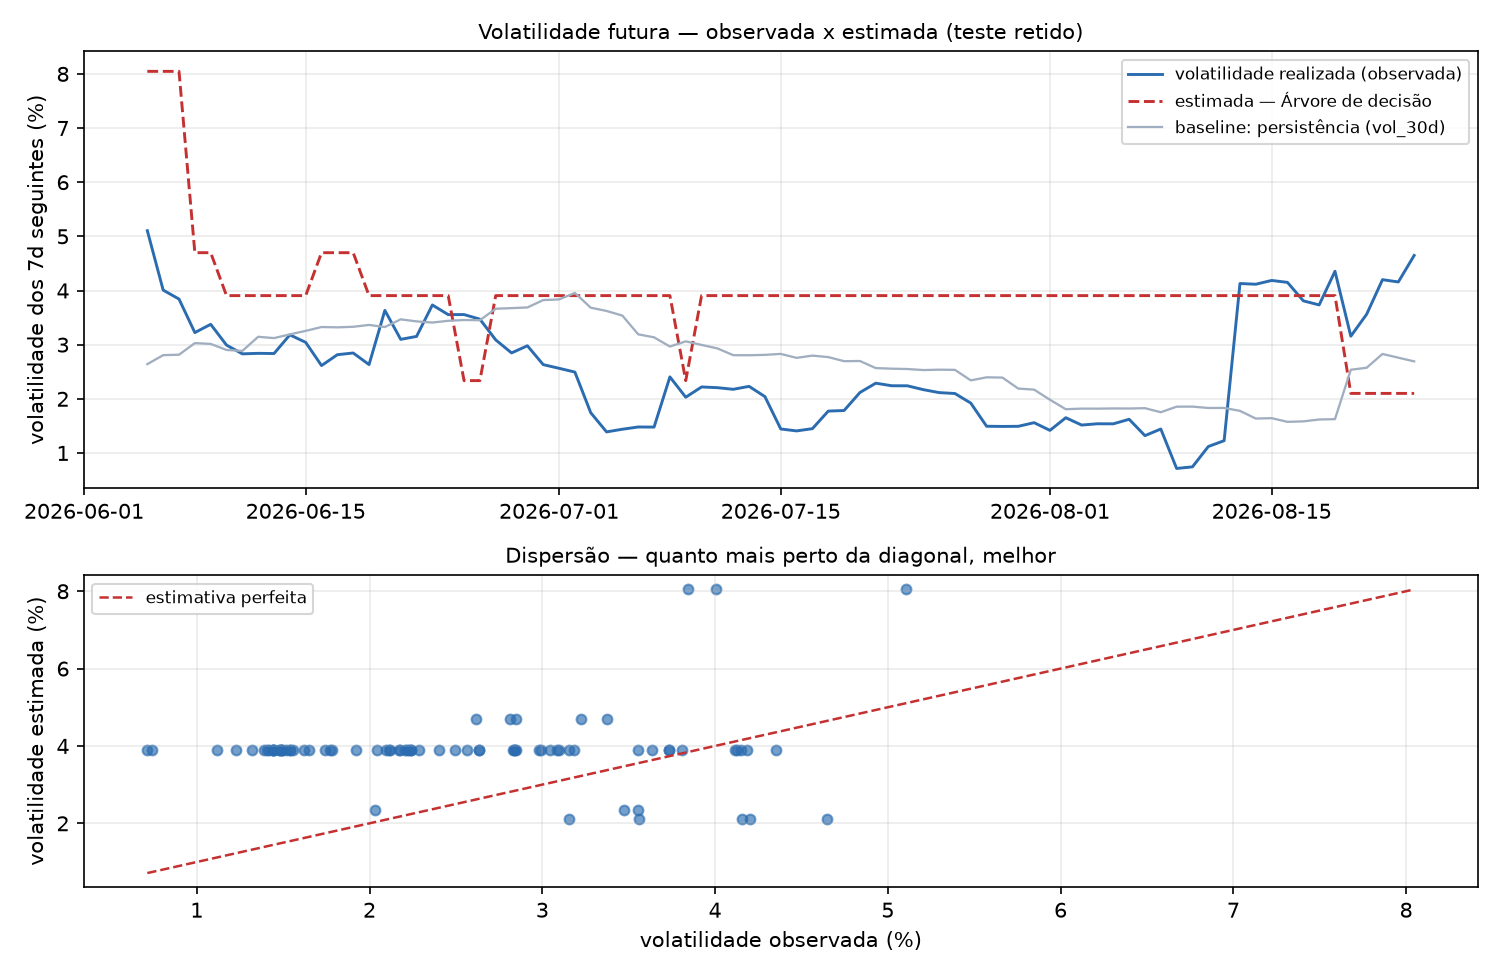 Volatilidade futura — observada x estimada (teste retido)
volatilidade dos 7d seguintes (%)
8
7
6
5
4
3
2
1
volatilidade realizada (observada)
estimada — Árvore de decisão
baseline: persistência (vol_30d)
2026-06-01
2026-06-15
2026-07-01
2026-07-15
2026-08-01
2026-08-15
Dispersão — quanto mais perto da diagonal, melhor
volatilidade estimada (%)
8
6
4
2
estimativa perfeita
1
2
3
4
5
6
7
8
volatilidade observada (%)